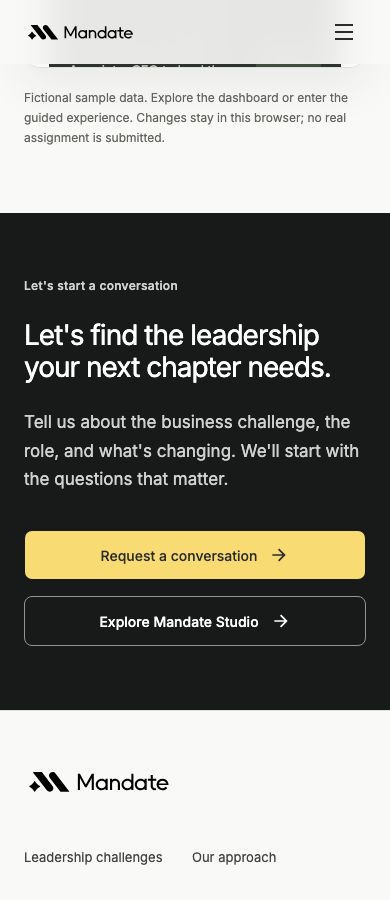 Mandate
Fictional sample data. Explore the dashboard or enter the
guided experience. Changes stay in this browser; no real
assignment is submitted.
Let's start a conversation
Let's find the leadership
your next chapter needs.
Tell us about the business challenge, the
role, and what's changing. We'll start with
the questions that matter.
Request a conversation
Explore Mandate Studio
Mandate
Leadership challenges
Our approach